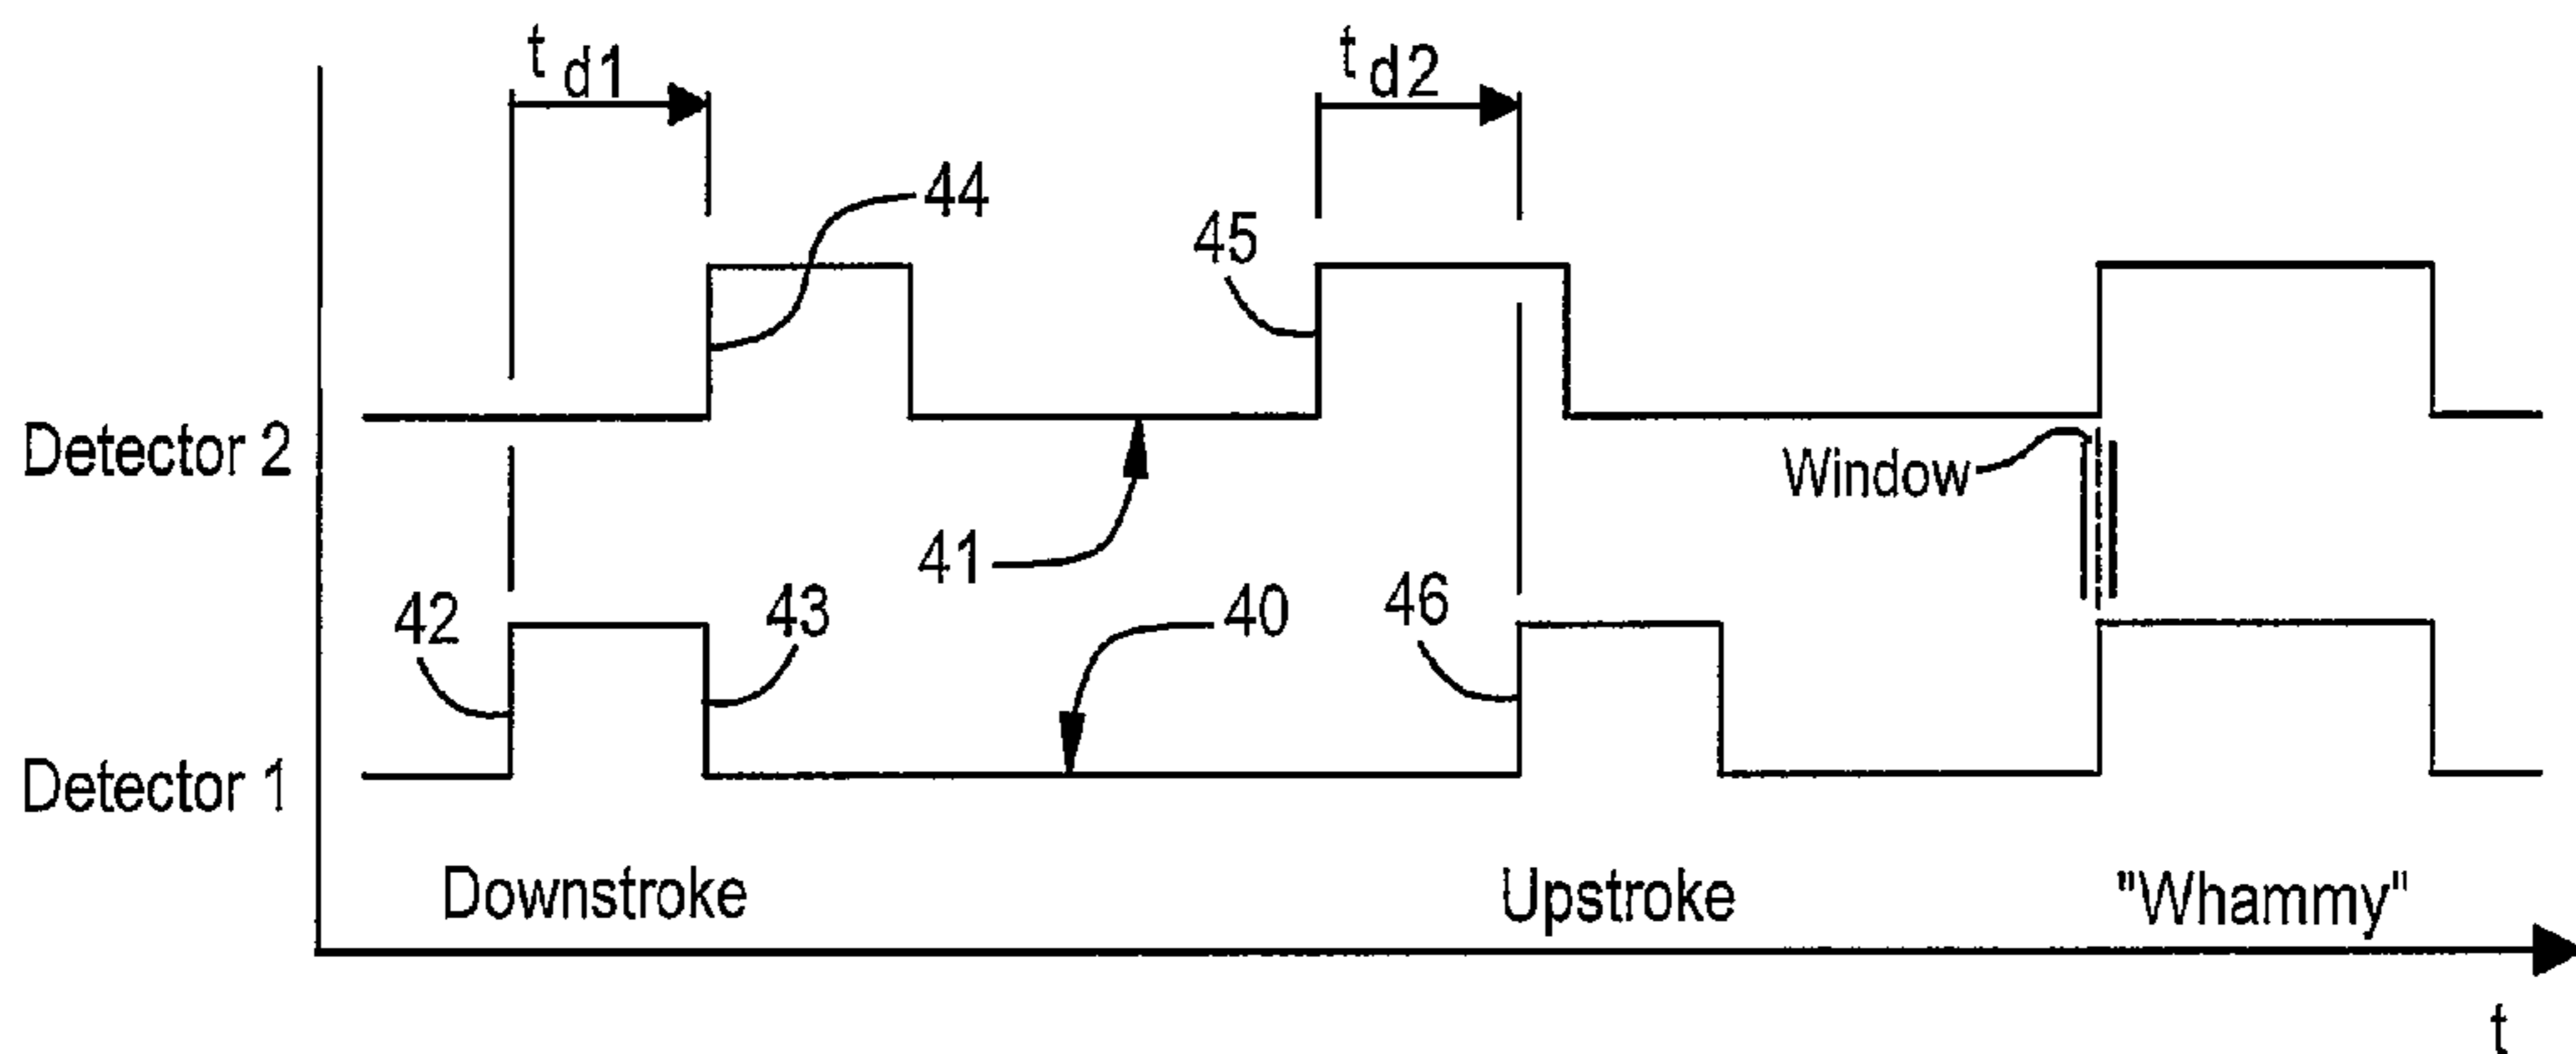 t d1
t d2
44
45
Detector 2
Window
41
42
43
40
46
Detector 1
Downstroke
Upstroke
"Whammy"
t